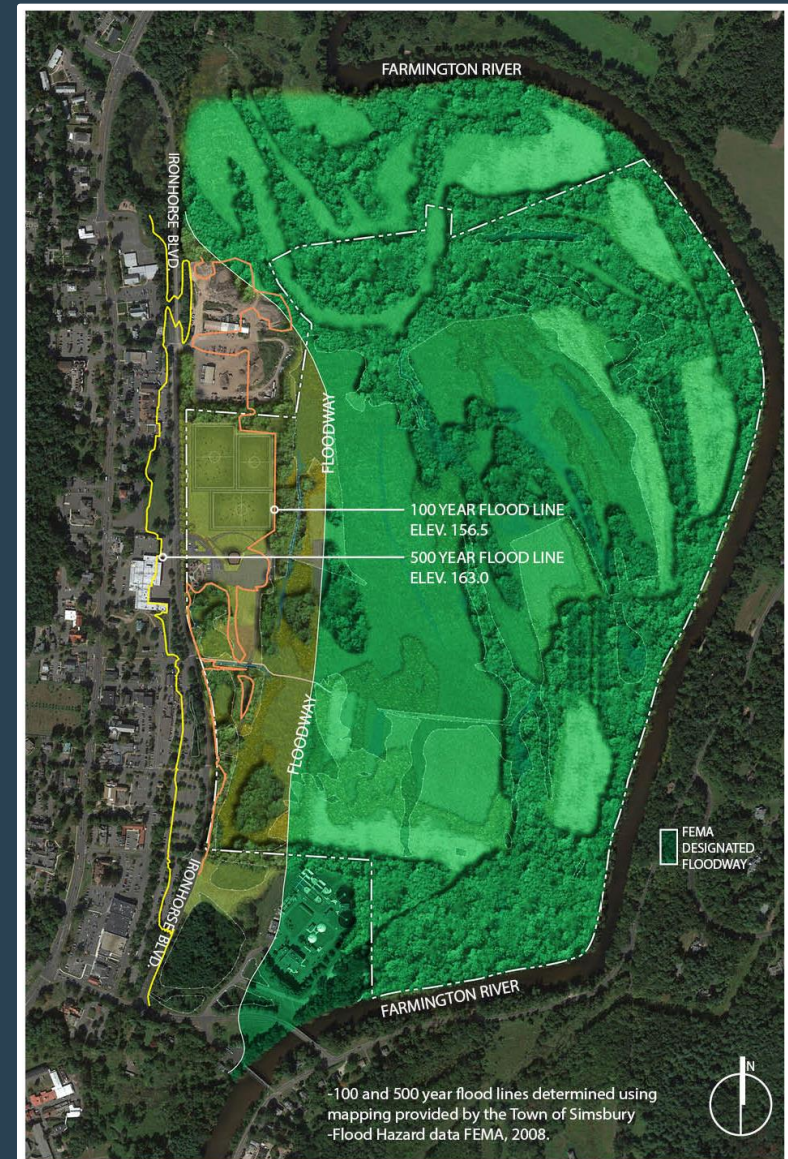 FARMINGTON RIVER
IRONHORSE BLVD.
FLOODWAY
100 YEAR FLOOD LINE
ELEV. 156.5
500 YEAR FLOOD LINE
ELEV. 163.0
FLOODWAY
FEMA
DESIGNATED
FLOODWAY
IRONHORSE BLVD.
FARMINGTON RIVER
N
-100 and 500 year flood lines determined using
mapping provided by the Town of Simsbury
-Flood Hazard data FEMA, 2008.